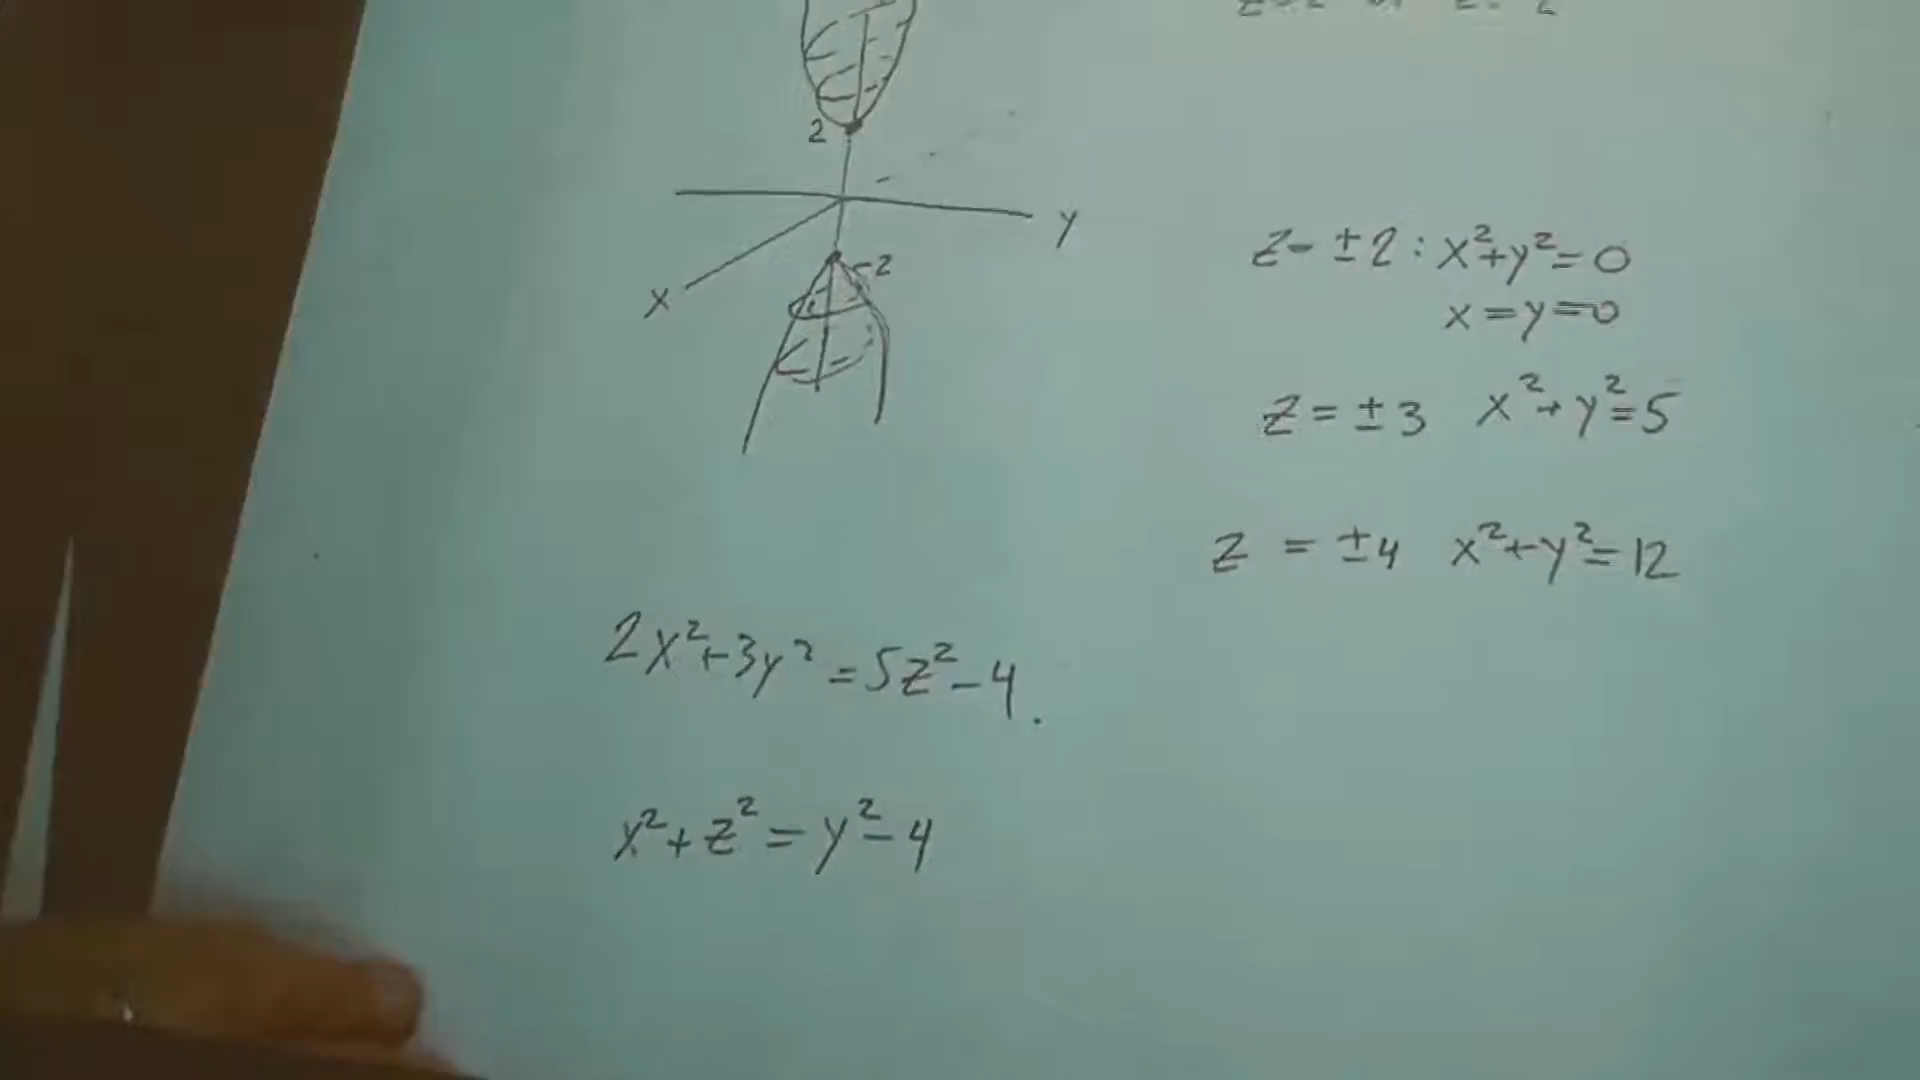 2
y
-2
x
z = ±2 : x²+y²=0
x=y=0
z = ±3 x²+y²=5
z = ±4 x²+y²=12
2x²+3y²=5z²-4.
x²+z²=y²-4